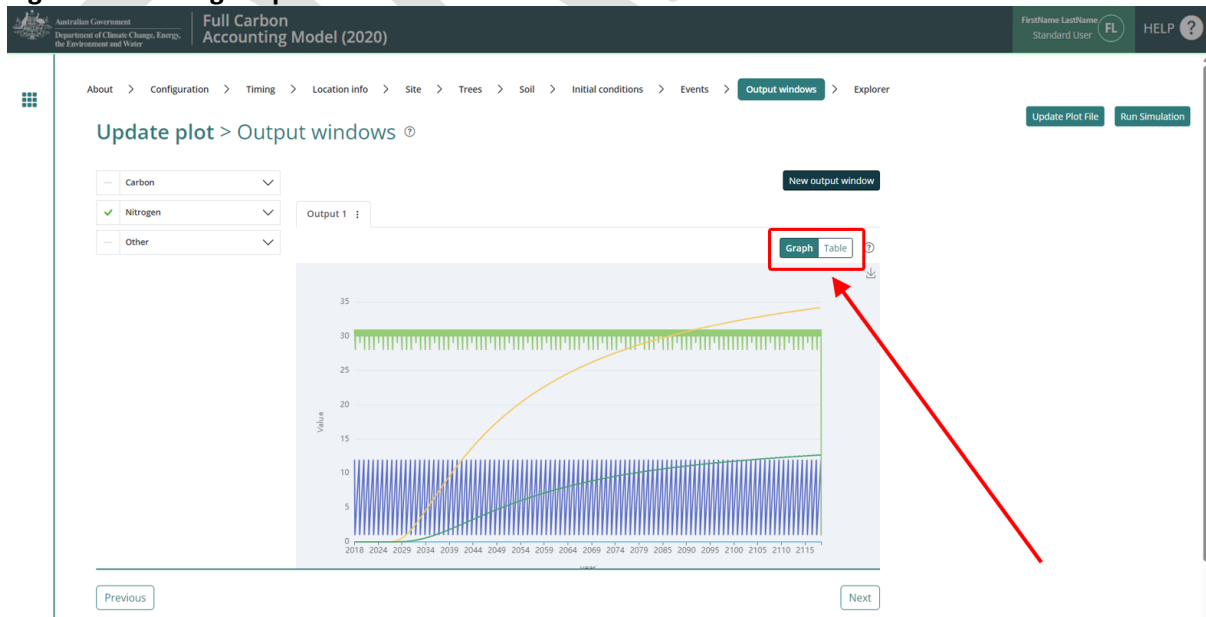 Australian Government
Department of Climate Change, Energy,
the Environment and Water
Full Carbon
Accounting Model (2020)
FirstName LastName
Standard User
FL
HELP ?
About > Configuration > Timing > Location info > Site > Trees > Soil > Initial conditions > Events > Output windows > Explorer
Update Plot File
Run Simulation
Update plot > Output windows ?
Carbon
New output window
Nitrogen
Output 1
Other
Graph Table ?
35
30
25
20
15
10
5
0
Value
2018 2024 2029 2034 2039 2044 2049 2054 2059 2064 2069 2074 2079 2085 2090 2095 2100 2105 2110 2115
Previous
Next